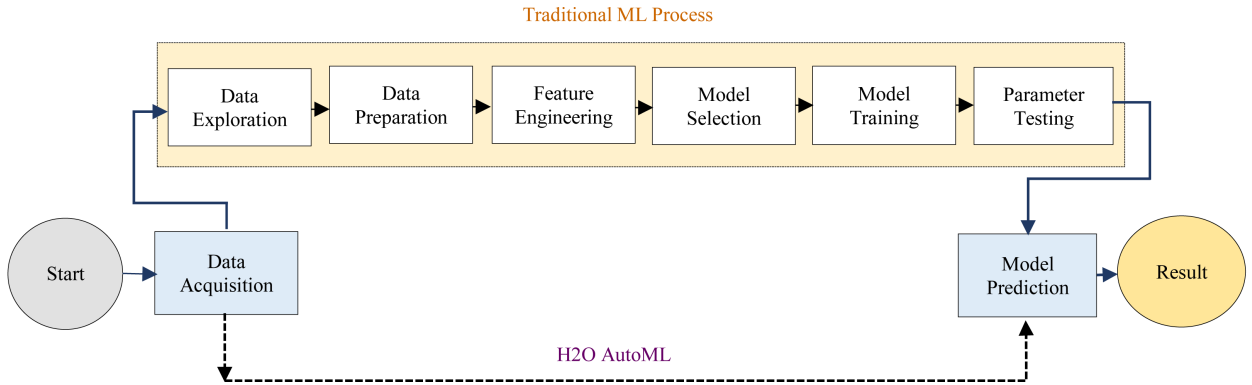 Traditional ML Process
Data
Exploration
Data
Preparation
Feature
Engineering
Model
Selection
Model
Training
Parameter
Testing
Start
Data
Acquisition
Model
Prediction
Result
H2O AutoML